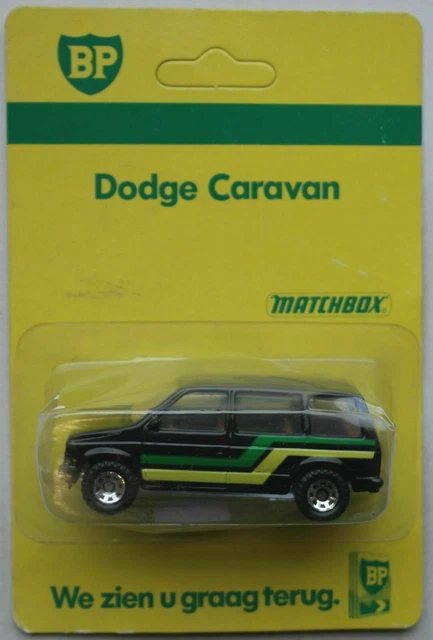 BP
Dodge Caravan
MATCHBOX
We zien u graag terug.
BP